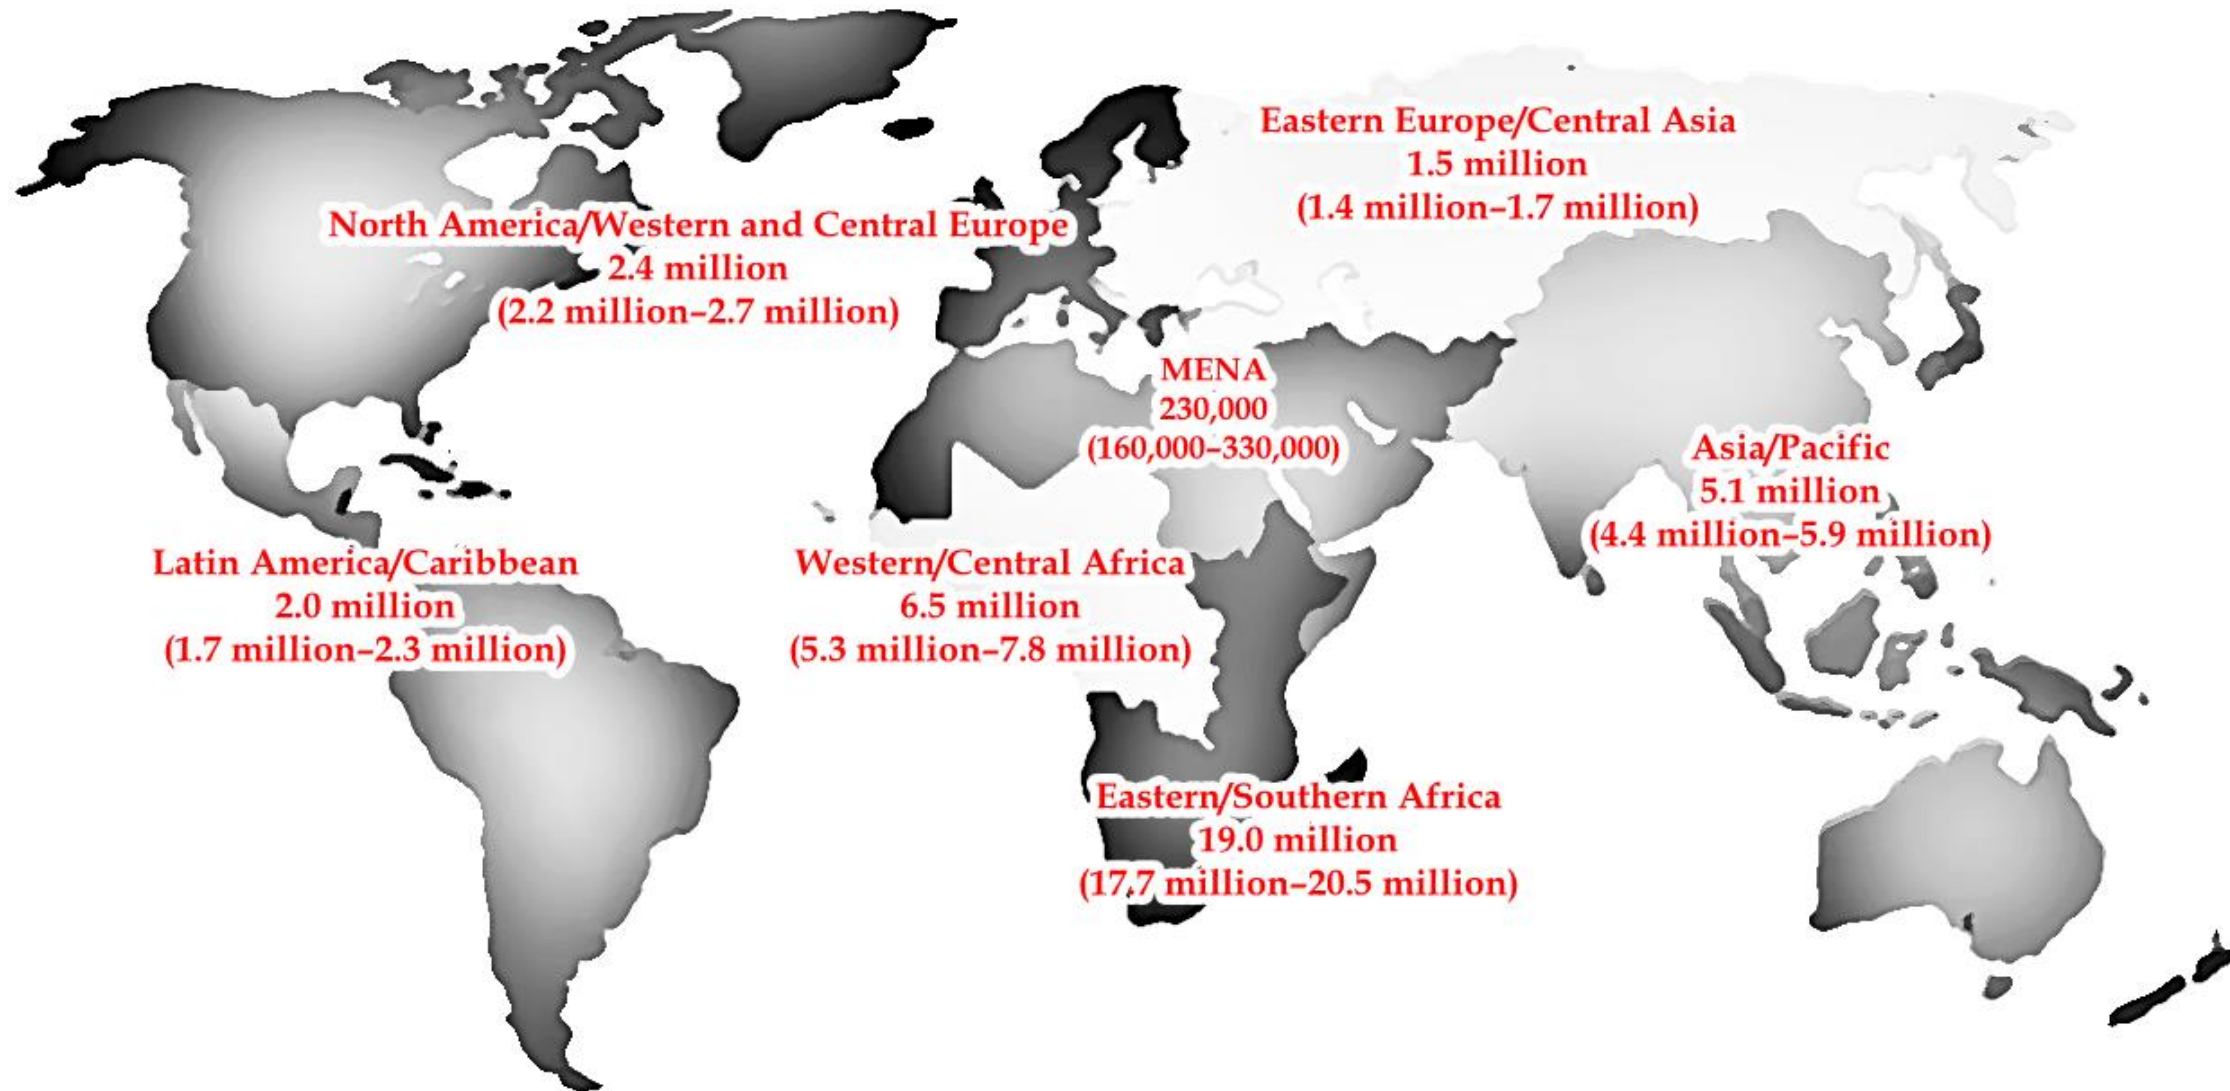 Eastern Europe/Central Asia
1.5 million
(1.4 million–1.7 million)
North America/Western and Central Europe
2.4 million
(2.2 million–2.7 million)
MENA
230,000
(160,000–330,000)
Asia/Pacific
5.1 million
(4.4 million–5.9 million)
Latin America/Caribbean
2.0 million
(1.7 million–2.3 million)
Western/Central Africa
6.5 million
(5.3 million–7.8 million)
Eastern/Southern Africa
19.0 million
(17.7 million–20.5 million)